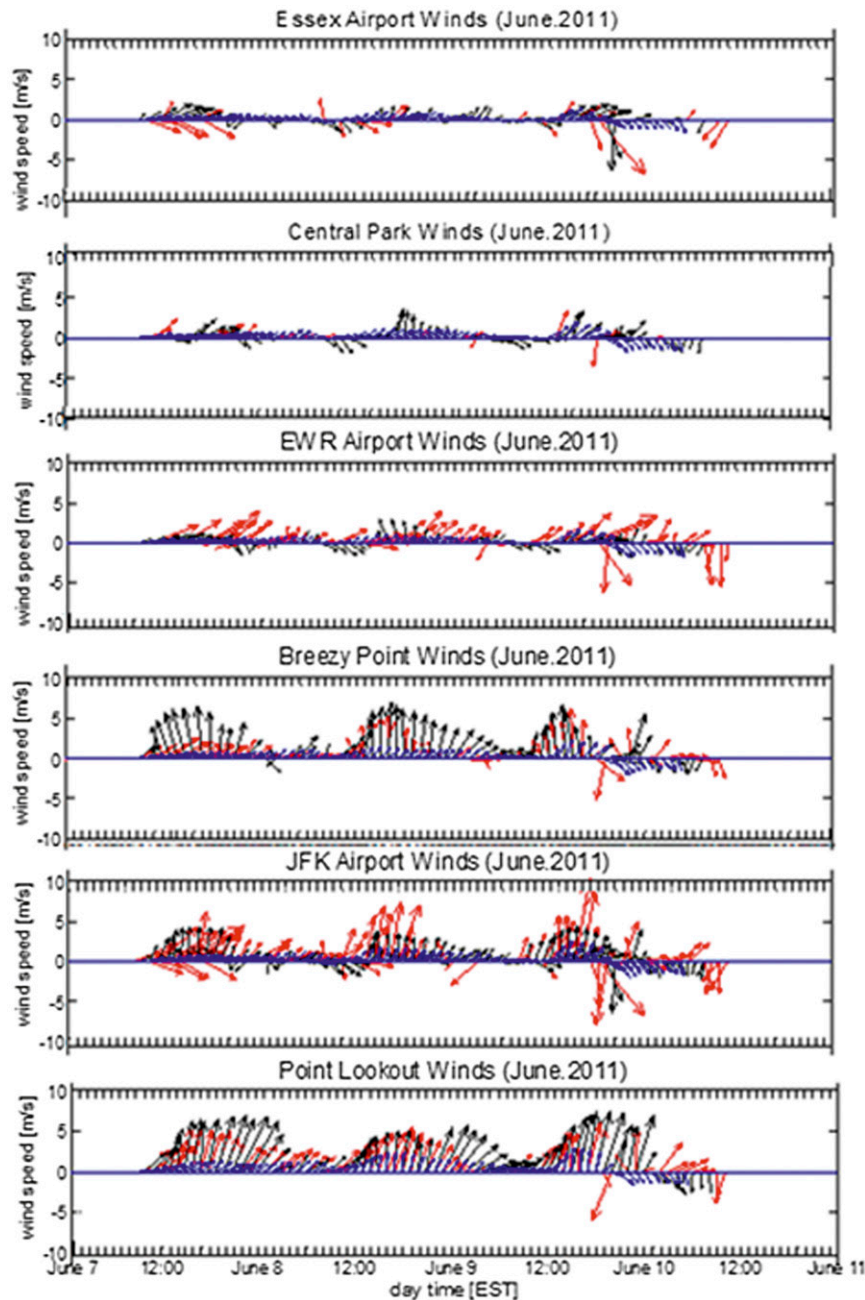 Essex Airport Winds (June.2011)
10
5
0
-5
-10
wind speed [m/s]
Central Park Winds (June.2011)
10
5
0
-5
-10
wind speed [m/s]
EWR Airport Winds (June.2011)
10
5
0
-5
-10
wind speed [m/s]
Breezy Point Winds (June.2011)
10
5
0
-5
-10
wind speed [m/s]
JFK Airport Winds (June.2011)
10
5
0
-5
-10
wind speed [m/s]
Point Lookout Winds (June.2011)
10
5
0
-5
-10
wind speed [m/s]
June 7 12:00 June 8 12:00 June 9 12:00 June 10 12:00 June 11
day time [EST]